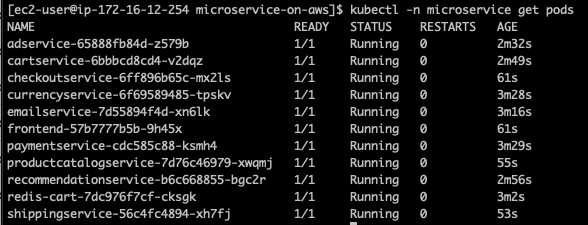 [ec2-user@ip-172-16-12-254 microservice-on-aws]$ kubectl -n microservice get pods
NAME READY STATUS RESTARTS AGE
adservice-65888fb84d-z579b 1/1 Running 0 2m32s
cartservice-6bbbcd8cd4-v2dqz 1/1 Running 0 2m49s
checkoutservice-6ff896b65c-mx2ls 1/1 Running 0 61s
currencyservice-6f69589485-tpskv 1/1 Running 0 3m28s
emailservice-7d55894f4d-xn6lk 1/1 Running 0 3m16s
frontend-57b7777b5b-9h45x 1/1 Running 0 61s
paymentservice-cdc585c88-ksmh4 1/1 Running 0 3m29s
productcatalogservice-7d76c46979-xwqmj 1/1 Running 0 55s
recommendationservice-b6c668855-bgc2r 1/1 Running 0 2m56s
redis-cart-7dc976f7cf-cksgk 1/1 Running 0 3m2s
shippingservice-56c4fc4894-xh7fj 1/1 Running 0 53s